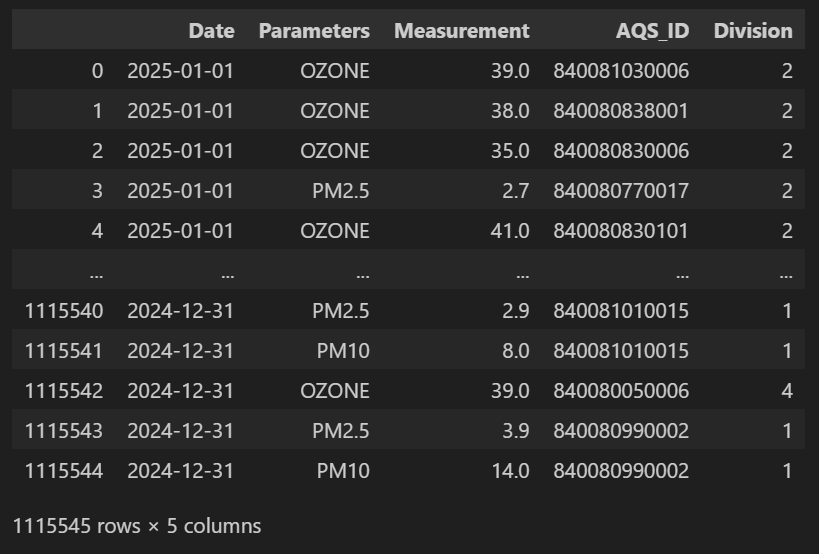 Date Parameters Measurement AQS_ID Division
0 2025-01-01 OZONE 39.0 840081030006 2
1 2025-01-01 OZONE 38.0 840080838001 2
2 2025-01-01 OZONE 35.0 840080830006 2
3 2025-01-01 PM2.5 2.7 840080770017 2
4 2025-01-01 OZONE 41.0 840080830101 2
... ... ... ... ... ...
1115540 2024-12-31 PM2.5 2.9 840081010015 1
1115541 2024-12-31 PM10 8.0 840081010015 1
1115542 2024-12-31 OZONE 39.0 840080050006 4
1115543 2024-12-31 PM2.5 3.9 840080990002 1
1115544 2024-12-31 PM10 14.0 840080990002 1
1115545 rows × 5 columns